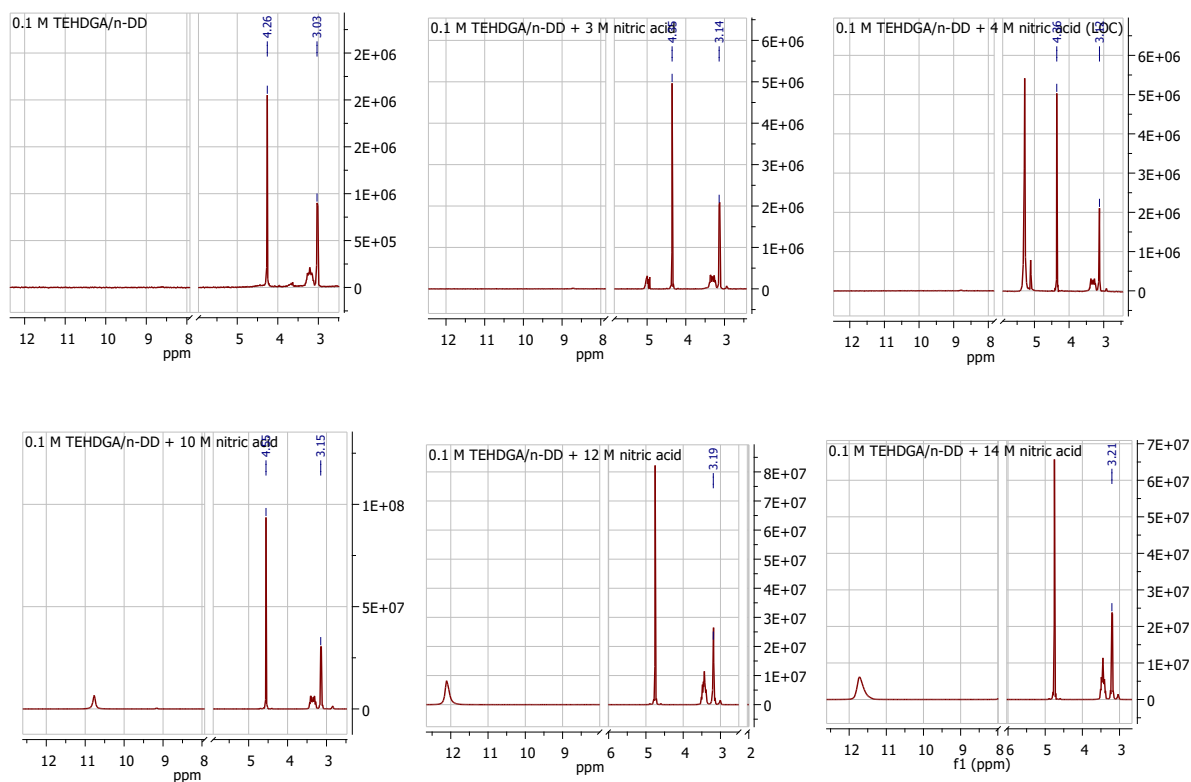 0.1 M TEHDGA/n-DD
4.26
3.03
2E+06
2E+06
2E+06
1E+06
5E+05
0
12 11 10 9 8 5 4 3
ppm
0.1 M TEHDGA/n-DD + 3 M nitric acid
3.14
6E+06
5E+06
4E+06
3E+06
2E+06
1E+06
0
12 11 10 9 8 5 4 3
ppm
0.1 M TEHDGA/n-DD + 4 M nitric acid (LOC)
4.36
6E+06
5E+06
4E+06
3E+06
2E+06
1E+06
0
12 11 10 9 8 5 4 3
ppm
0.1 M TEHDGA/n-DD + 10 M nitric acid
3.15
1E+08
5E+07
0
12 11 10 9 8 5 4 3
ppm
0.1 M TEHDGA/n-DD + 12 M nitric acid
3.19
8E+07
7E+07
6E+07
5E+07
4E+07
3E+07
2E+07
1E+07
0
12 11 10 9 5 4 3 2
ppm
0.1 M TEHDGA/n-DD + 14 M nitric acid
3.21
7E+07
6E+07
5E+07
4E+07
3E+07
2E+07
1E+07
0
12 11 10 9 8 6 5 4 3
f1 (ppm)